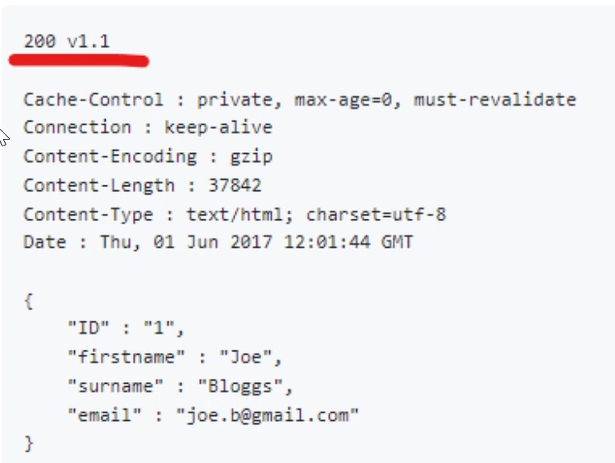 200 v1.1
Cache-Control : private, max-age=0, must-revalidate
Connection : keep-alive
Content-Encoding : gzip
Content-Length : 37842
Content-Type : text/html; charset=utf-8
Date : Thu, 01 Jun 2017 12:01:44 GMT
{
"ID" : "1",
"firstname" : "Joe",
"surname" : "Bloggs",
"email" : "joe.b@gmail.com"
}